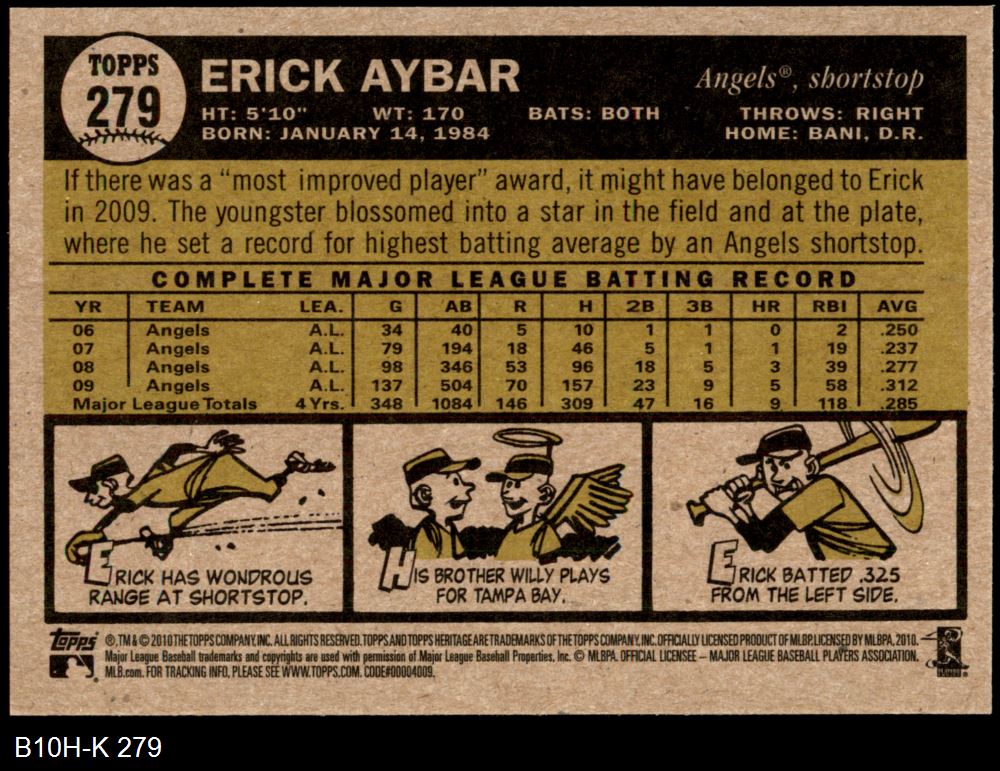 TOPPS
279
ERICK AYBAR
Angels®, shortstop
HT: 5'10" WT: 170 BATS: BOTH THROWS: RIGHT
BORN: JANUARY 14, 1984 HOME: BANI, D.R.
If there was a “most improved player” award, it might have belonged to Erick
in 2009. The youngster blossomed into a star in the field and at the plate,
where he set a record for highest batting average by an Angels shortstop.
COMPLETE MAJOR LEAGUE BATTING RECORD
YR TEAM LEA. G AB R H 2B 3B HR RBI AVG
06 Angels A.L. 34 40 5 10 1 1 0 2 .250
07 Angels A.L. 79 194 18 46 5 1 1 19 .237
08 Angels A.L. 98 346 53 96 18 5 3 39 .277
09 Angels A.L. 137 504 70 157 23 9 5 58 .312
Major League Totals 4 Yrs. 348 1084 146 309 47 16 9 118 .285
ERICK HAS WONDROUS
RANGE AT SHORTSTOP.
HIS BROTHER WILLY PLAYS
FOR TAMPA BAY.
ERICK BATTED .325
FROM THE LEFT SIDE.
Topps ®, TM & © 2010 THE TOPPS COMPANY, INC. ALL RIGHTS RESERVED. TOPPS AND TOPPS HERITAGE ARE TRADEMARKS OF THE TOPPS COMPANY, INC. OFFICIALLY LICENSED PRODUCT OF MLBP. LICENSED BY MLBPA, 2010.
Major League Baseball trademarks and copyrights are used with permission of Major League Baseball Properties, Inc. © MLBPA. OFFICIAL LICENSEE – MAJOR LEAGUE BASEBALL PLAYERS ASSOCIATION.
MLB.com. FOR TRACKING INFO, PLEASE SEE WWW.TOPPS.COM. CODE#00004009.
B10H-K 279